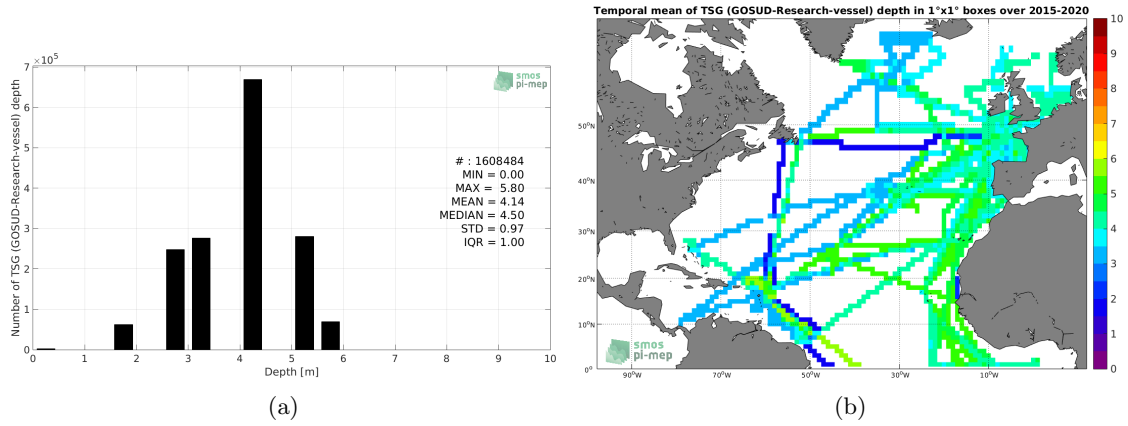 ×10^5
7
6
5
4
3
2
1
0
Number of TSG (GOSUD-Research-vessel) depth
smos
pi-mep
# : 1608484
MIN = 0.00
MAX = 5.80
MEAN = 4.14
MEDIAN = 4.50
STD = 0.97
IQR = 1.00
0 1 2 3 4 5 6 7 8 9 10
Depth [m]
(a)
Temporal mean of TSG (GOSUD-Research-vessel) depth in 1°x1° boxes over 2015-2020
50°N
40°N
30°N
20°N
10°N
0°
90°W 70°W 50°W 30°W 10°W
smos
pi-mep
10
9
8
7
6
5
4
3
2
1
0
(b)